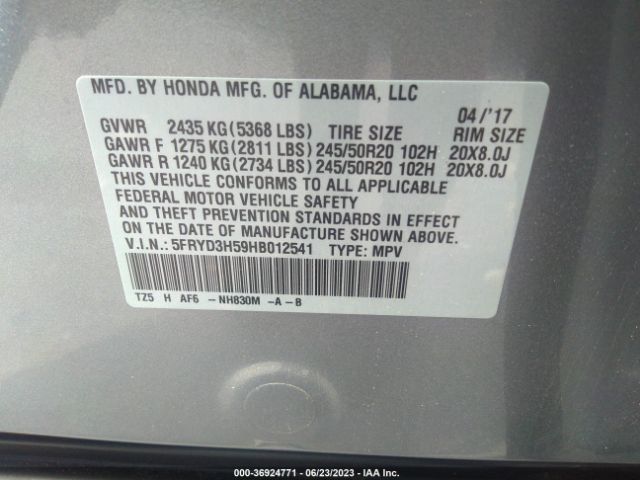 MFD. BY HONDA MFG. OF ALABAMA, LLC
04/'17
GVWR 2435 KG(5368 LBS) TIRE SIZE RIM SIZE
GAWR F 1275 KG(2811 LBS)245/50R20 102H 20X8.0J
GAWR R 1240 KG(2734 LBS)245/50R20 102H 20X8.0J
THIS VEHICLE CONFORMS TO ALL APPLICABLE
FEDERAL MOTOR VEHICLE SAFETY
AND THEFT PREVENTION STANDARDS IN EFFECT
ON THE DATE OF MANUFACTURE SHOWN ABOVE.
V.I.N.: 5FRYD3H59HB012541 TYPE: MPV
TZ5 H AF6 -NH830M -A-B
000-36924771 - 06/23/2023 - IAA Inc.